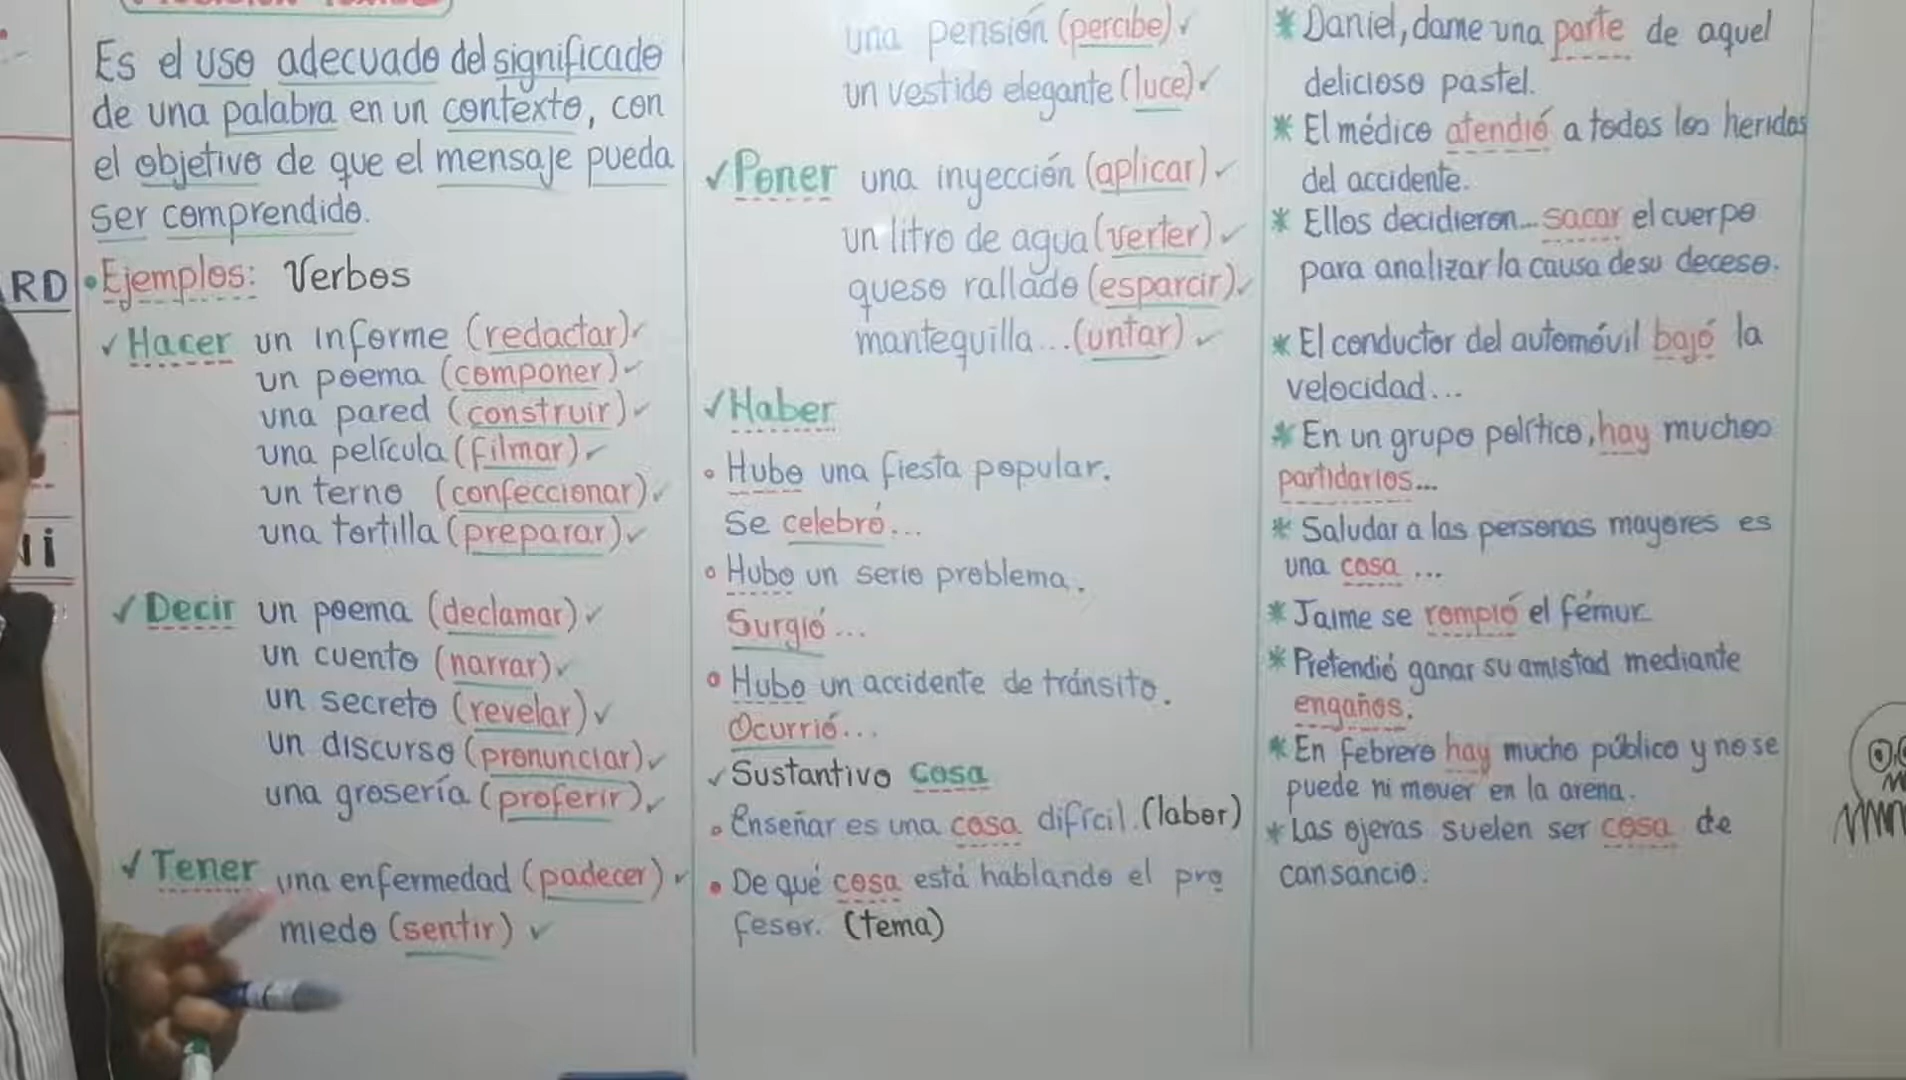 Es el uso adecuado del significado
de una palabra en un contexto, con
el objetivo de que el mensaje pueda
ser comprendido.
ARD
• Ejemplos: Verbos
✓ Hacer un informe (redactar) ✓
un poema (componer) ✓
una pared (construir) ✓
una película (filmar) ✓
un terno (confeccionar) ✓
una tortilla (preparar) ✓
✓ Decir un poema (declamar) ✓
un cuento (narrar) ✓
un secreto (revelar) ✓
un discurso (pronunciar) ✓
una grosería (proferir) ✓
✓ Tener una enfermedad (padecer) ✓
miedo (sentir) ✓
una pensión (percibe) ✓
un vestido elegante (luce) ✓
✓ Poner una inyección (aplicar) ✓
un litro de agua (verter) ✓
queso rallado (esparcir) ✓
mantequilla... (untar) ✓
✓ Haber
• Hubo una fiesta popular.
Se celebró...
• Hubo un serio problema.
Surgió...
• Hubo un accidente de tránsito.
Ocurrió...
✓ Sustantivo Cosa
• Enseñar es una cosa difícil. (labor)
• De qué cosa está hablando el pro
fesor. (tema)
* Daniel, dame una parte de aquel
delicioso pastel.
* El médico atendió a todos los heridos
del accidente.
* Ellos decidieron... sacar el cuerpo
para analizar la causa de su deceso.
* El conductor del automóvil bajó la
velocidad...
* En un grupo político, hay muchos
partidarios...
* Saludar a las personas mayores es
una cosa ...
* Jaime se rompió el fémur.
* Pretendió ganar su amistad mediante
engaños.
* En febrero hay mucho público y no se
puede ni mover en la arena.
* Las ojeras suelen ser cosa de
cansancio.